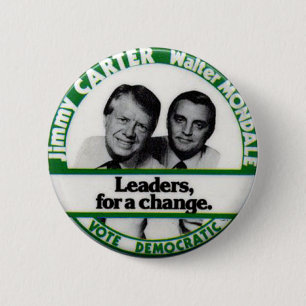 Jimmy CARTER Walter MONDALE
Leaders,
for a change.
VOTE DEMOCRATIC